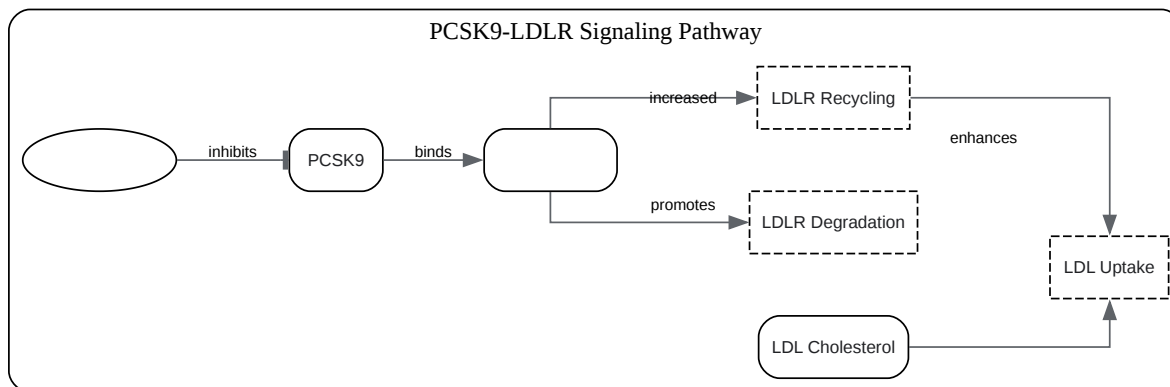 PCSK9-LDLR Signaling Pathway
increased
LDLR Recycling
enhances
inhibits
PCSK9
binds
promotes
LDLR Degradation
LDL Uptake
LDL Cholesterol